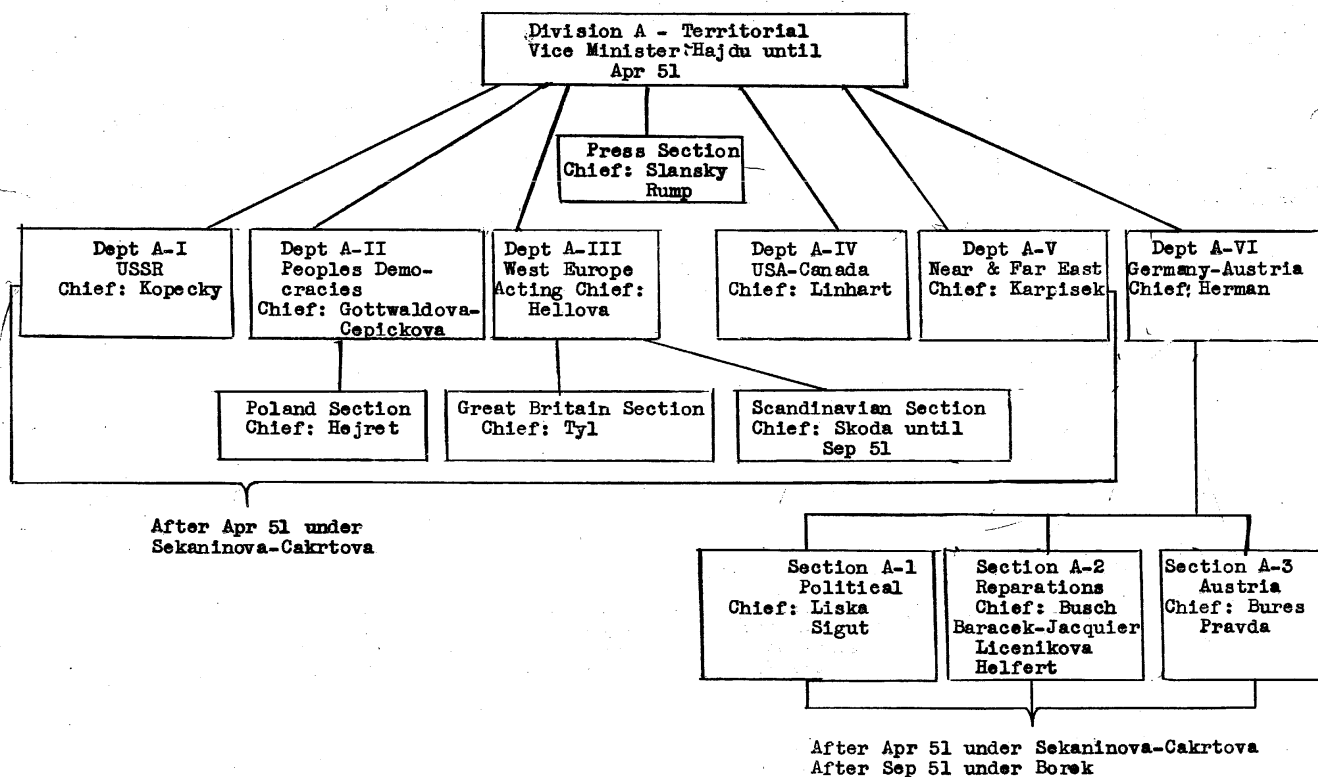 Division A - Territorial
Vice Minister Hajdu until
Apr 51
Press Section
Chief: Slansky
Rump
Dept A-I
USSR
Chief: Kopecky
Dept A-II
Peoples Demo-
cracies
Chief: Gottwaldova-
Cepickova
Dept A-III
West Europe
Acting Chief:
Hellova
Dept A-IV
USA-Canada
Chief: Linhart
Dept A-V
Near & Far East
Chief: Karpisek
Dept A-VI
Germany-Austria
Chief: Herman
Poland Section
Chief: Hejret
Great Britain Section
Chief: Tyl
Scandinavian Section
Chief: Skoda until
Sep 51
After Apr 51 under
Sekaninova-Cakrtova
Section A-1
Political
Chief: Liska
Sigut
Section A-2
Reparations
Chief: Busch
Baracek-Jacquier
Licenikova
Helfert
Section A-3
Austria
Chief: Bures
Pravda
After Apr 51 under Sekaninova-Cakrtova
After Sep 51 under Borek